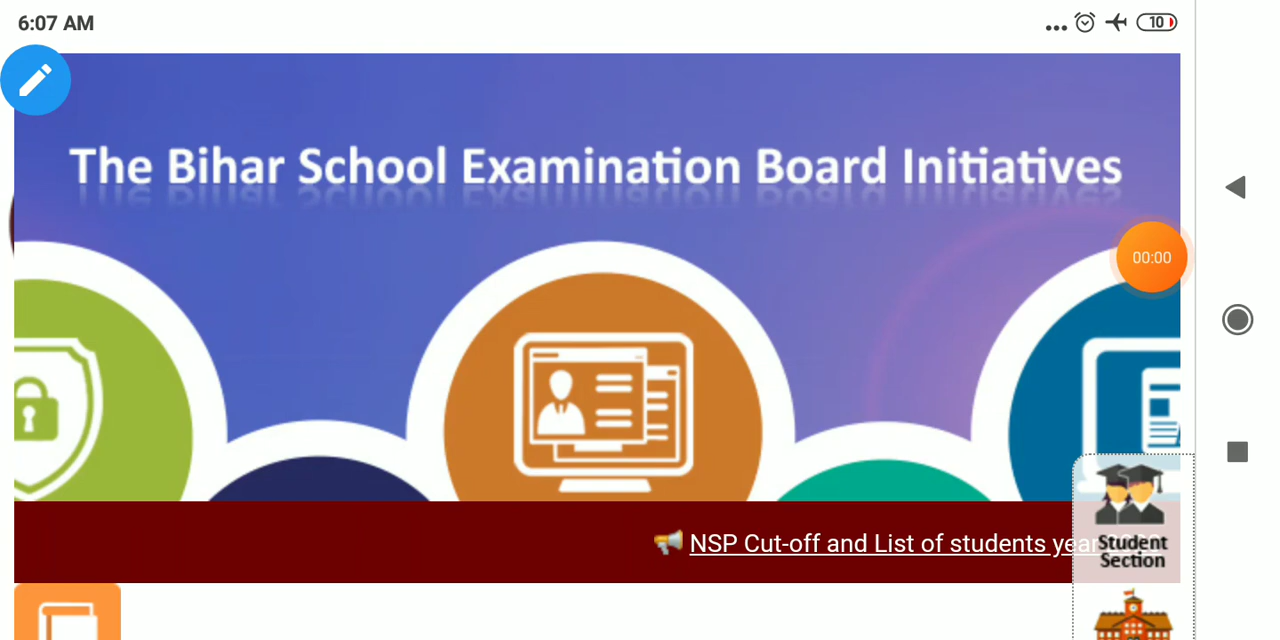 6:07 AM
10
The Bihar School Examination Board Initiatives
00:00
NSP Cut-off and List of students year
Student
Section